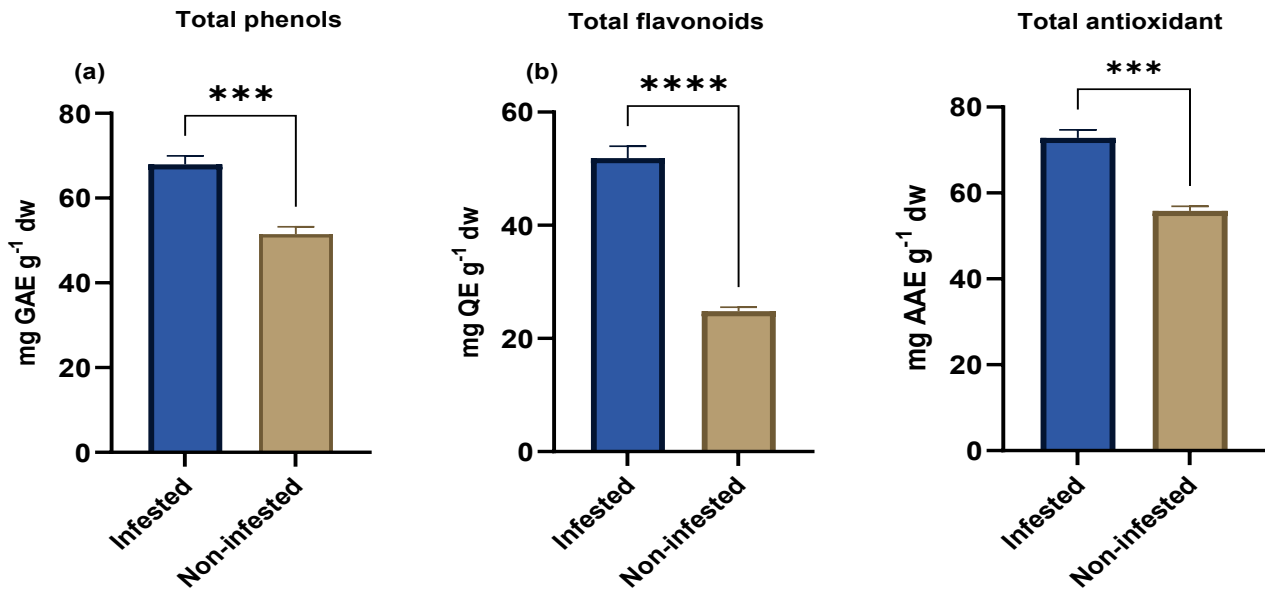 Total phenols
(a)
***
80
60
40
20
0
mg GAE g-1 dw
Infested
Non-infested
Total flavonoids
(b)
****
60
40
20
0
mg QE g-1 dw
Infested
Non-infested
Total antioxidant
***
80
60
40
20
0
mg AAE g-1 dw
Infested
Non-infested